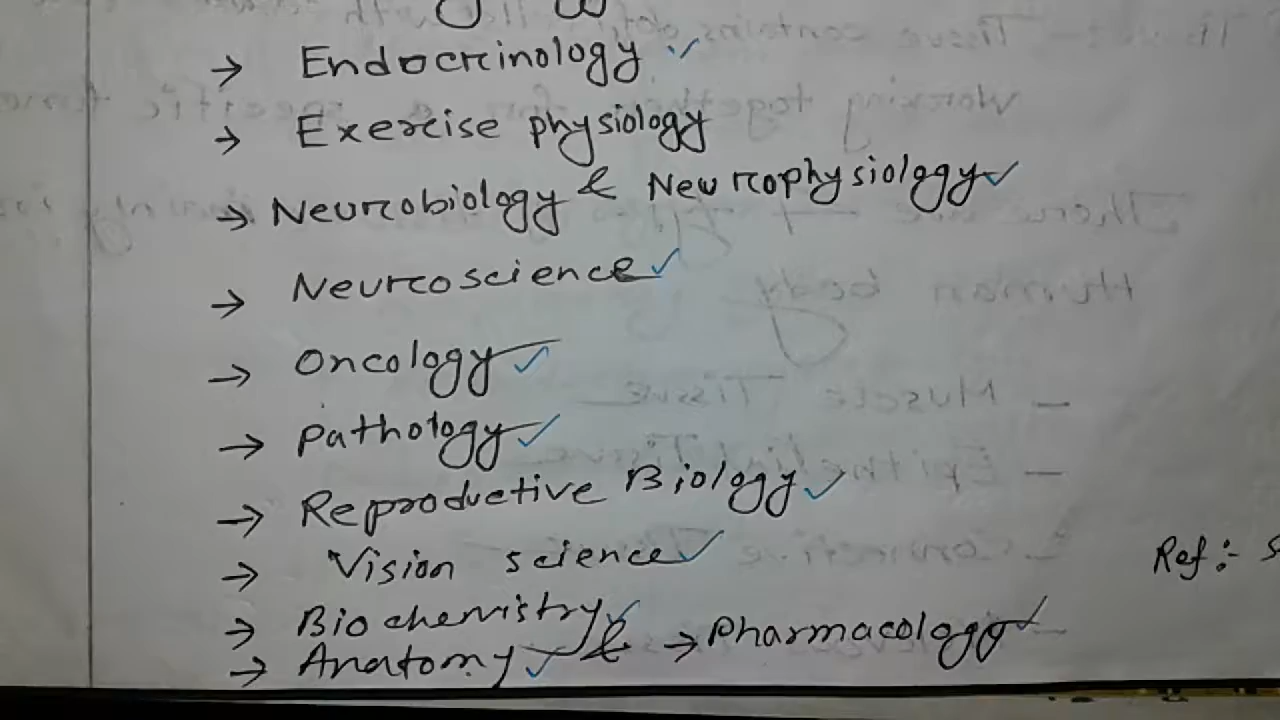 → Endocrinology ✓
→ Exercise physiology
→ Neurobiology & Neurophysiology ✓
→ Neuroscience ✓
→ Oncology ✓
→ Pathology ✓
→ Reproductive Biology ✓
→ Vision science ✓
Ref :-
→ Biochemistry ✓
→ Anatomy ✓ & → Pharmacology ✓